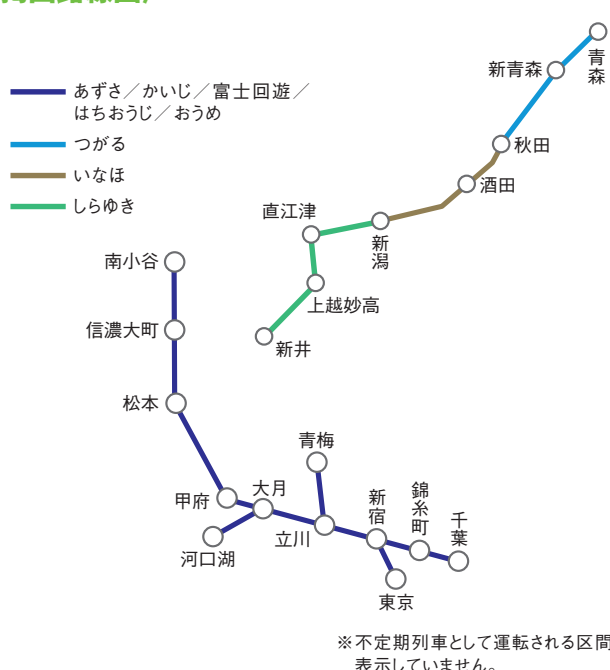 あずさ／かいじ／富士回遊／
はちおうじ／おうめ
つがる
いなほ
しらゆき
青森
新青森
秋田
酒田
新潟
直江津
上越妙高
新井
南小谷
信濃大町
松本
甲府
大月
河口湖
青梅
立川
新宿
錦糸町
千葉
東京
※不定期列車として運転される区間
表示していません。